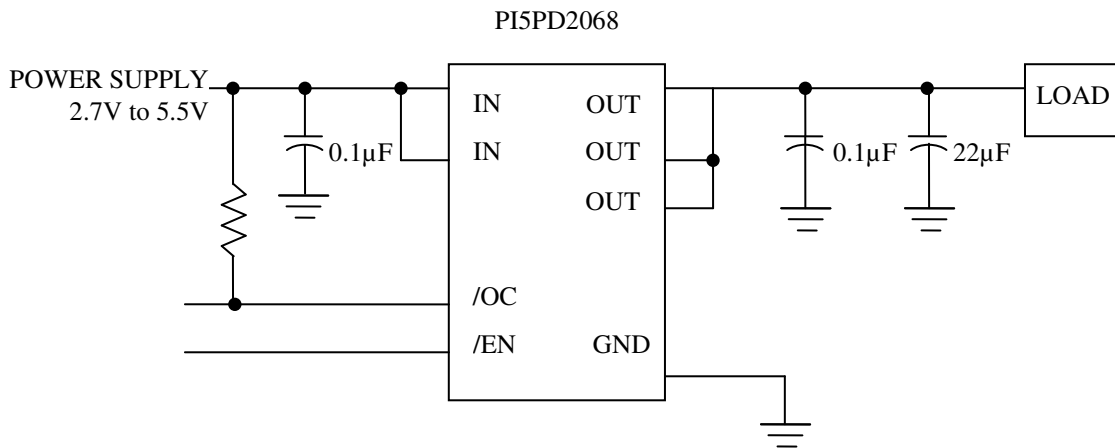 PI5PD2068
POWER SUPPLY
2.7V to 5.5V
IN
OUT
LOAD
IN
OUT
0.1µF
0.1µF
22µF
OUT
/OC
/EN
GND